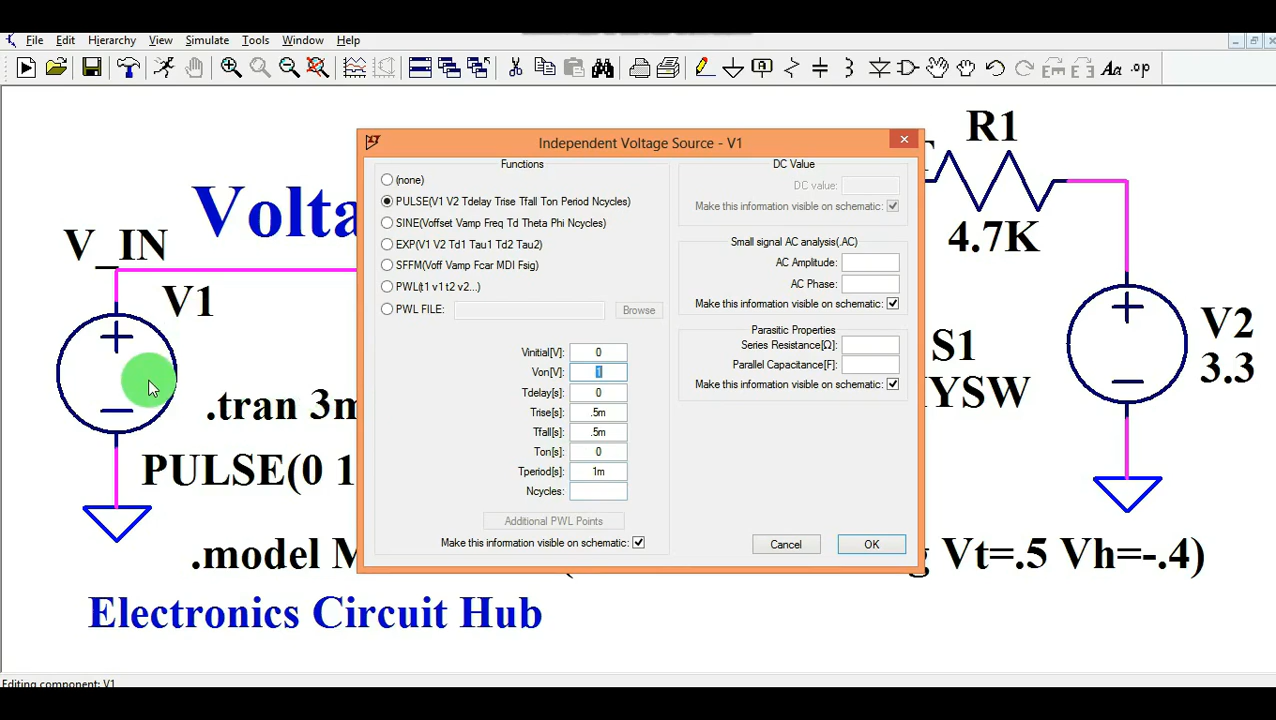 File Edit Hierarchy View Simulate Tools Window Help
Aa .op
Independent Voltage Source - V1
Functions
(none)
PULSE(V1 V2 Tdelay Trise Tfall Ton Period Ncycles)
SINE(Voffset Vamp Freq Td Theta Phi Ncycles)
EXP(V1 V2 Td1 Tau1 Td2 Tau2)
SFFM(Voff Vamp Fcar MDI Fsig)
PWL(t1 v1 t2 v2...)
PWL FILE: Browse
Vinitial[V]: 0
Von[V]: 1
Tdelay[s]: 0
Trise[s]: .5m
Tfall[s]: .5m
Ton[s]: 0
Tperiod[s]: 1m
Ncycles:
Additional PWL Points
Make this information visible on schematic:
DC Value
DC value:
Make this information visible on schematic:
Small signal AC analysis(.AC)
AC Amplitude:
AC Phase:
Make this information visible on schematic:
Parasitic Properties
Series Resistance[Ω]:
Parallel Capacitance[F]:
Make this information visible on schematic:
Cancel OK
Volta
V_IN
V1
.tran 3m
PULSE(0 1
.model M
g Vt=.5 Vh=-.4)
R1
4.7K
S1
YSW
V2
3.3
Electronics Circuit Hub
Editing component: V1